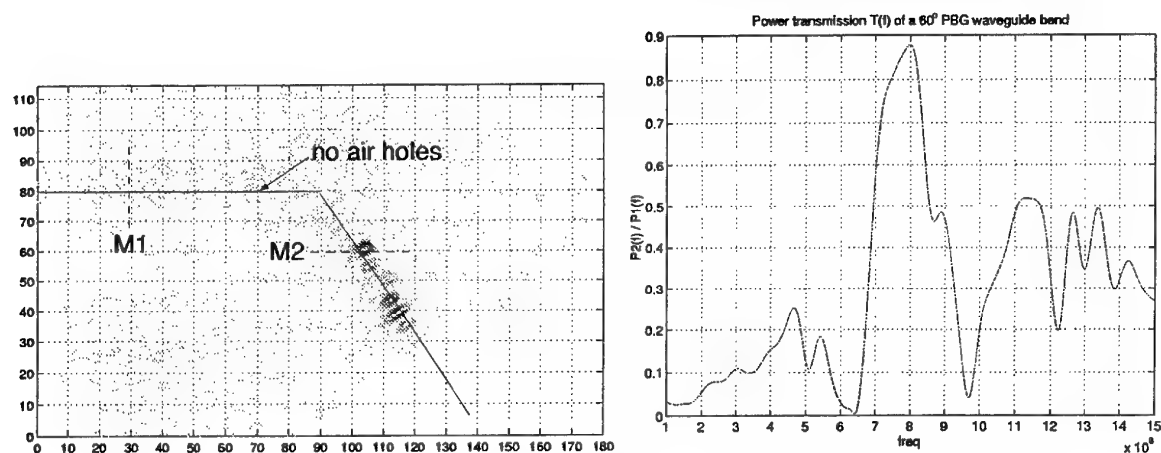 110
100
90
80
70
60
50
40
30
20
10
0
no air holes
M1
M2
0 10 20 30 40 50 60 70 80 90 100 110 120 130 140 150 160 170 180
Power transmission T(f) of a 60° PBG waveguide band
0.9
0.8
0.7
0.6
0.5
0.4
0.3
0.2
0.1
0
P2(f) / P1(f)
1 2 3 4 5 6 7 8 9 10 11 12 13 14 15
freq
x 10⁸